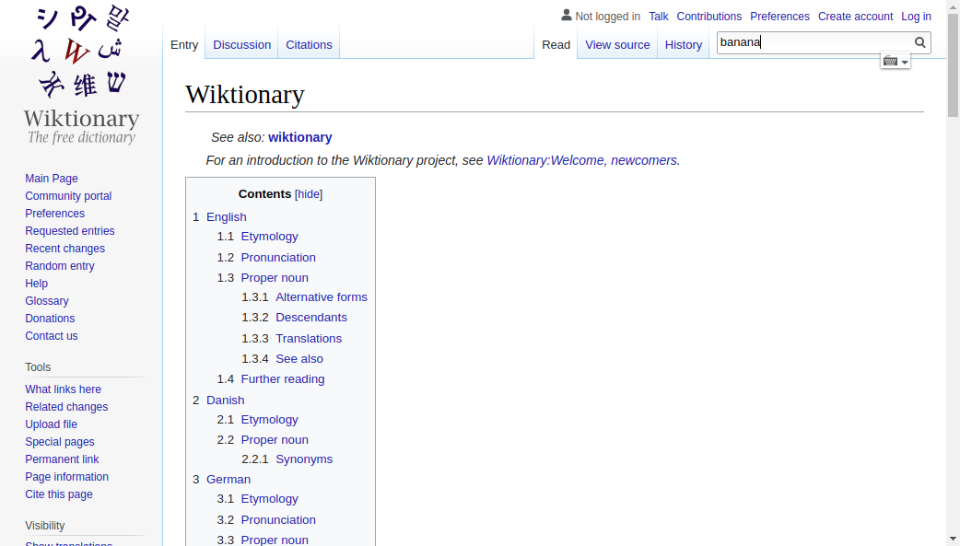 Wiktionary
The free dictionary
Main Page
Community portal
Preferences
Requested entries
Recent changes
Random entry
Help
Glossary
Donations
Contact us
Tools
What links here
Related changes
Upload file
Special pages
Permanent link
Page information
Cite this page
Visibility
Show translations
Not logged in Talk Contributions Preferences Create account Log in
Entry Discussion Citations Read View source History banana
Wiktionary
See also: wiktionary
For an introduction to the Wiktionary project, see Wiktionary:Welcome, newcomers.
Contents [hide]
1 English
1.1 Etymology
1.2 Pronunciation
1.3 Proper noun
1.3.1 Alternative forms
1.3.2 Descendants
1.3.3 Translations
1.3.4 See also
1.4 Further reading
2 Danish
2.1 Etymology
2.2 Proper noun
2.2.1 Synonyms
3 German
3.1 Etymology
3.2 Pronunciation
3.3 Proper noun